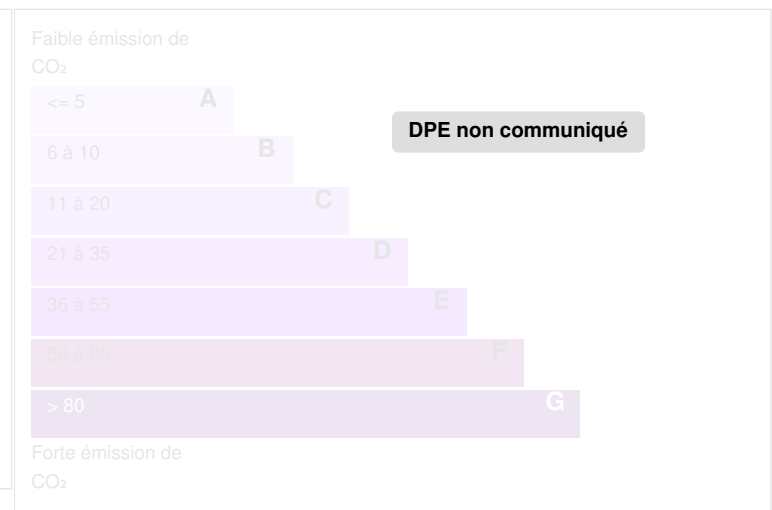 Faible émission de
CO₂
<= 5 A
DPE non communiqué
6 à 10 B
11 à 20 C
21 à 35 D
36 à 55 E
56 à 80 F
> 80 G
Forte émission de
CO₂